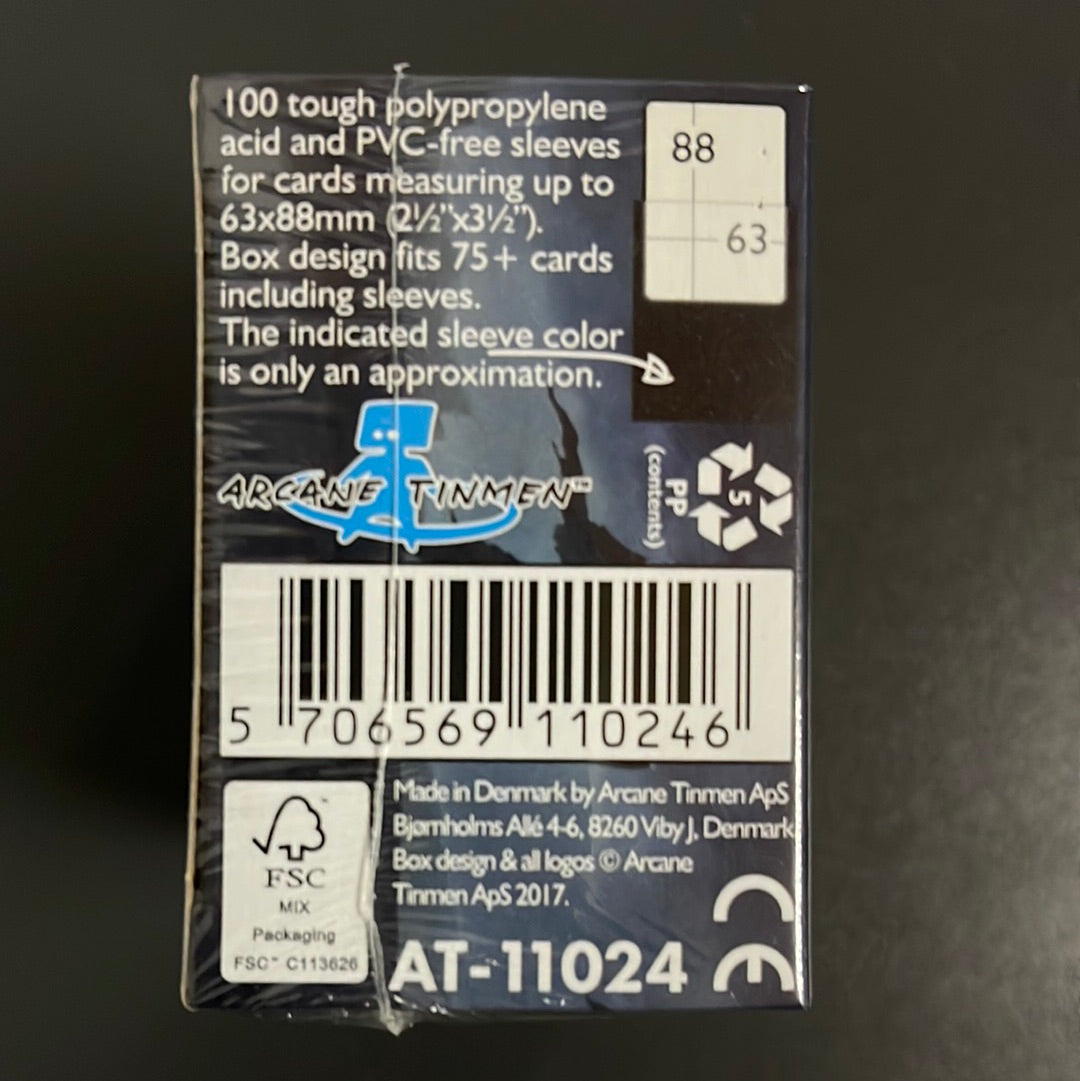 100 tough polypropylene
acid and PVC-free sleeves
for cards measuring up to
63x88mm (2½"x3½").
Box design fits 75+ cards
including sleeves.
The indicated sleeve color
is only an approximation.
88
63
ARCANE TINMEN™
5
PP
(contents)
5 706569 110246
FSC
MIX
Packaging
FSC™ C113626
Made in Denmark by Arcane Tinmen ApS
Bjørnholms Allé 4-6, 8260 Viby J, Denmark
Box design & all logos © Arcane
Tinmen ApS 2017.
AT-11024
CE